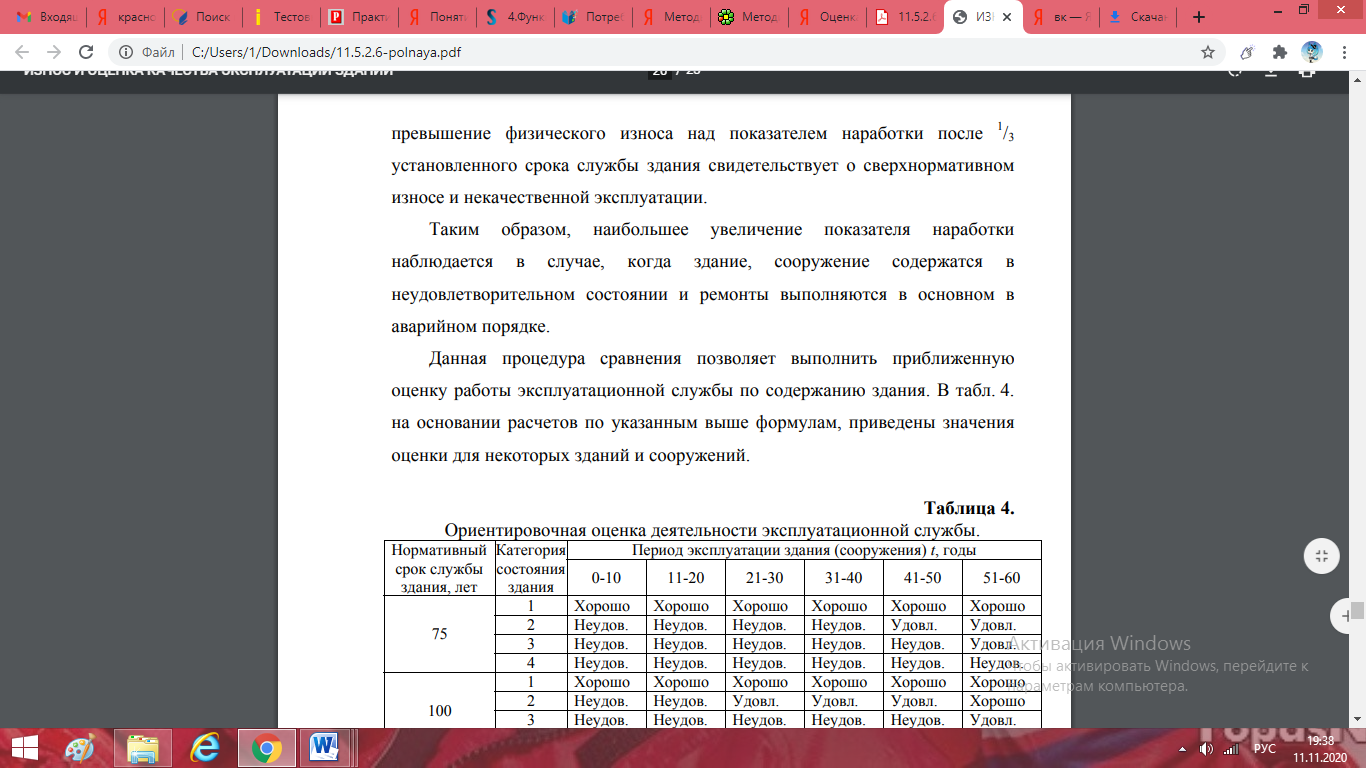 Входящ
красно
Поиск
Тестов
Практи
Поняти
4.Функ
Потреб
Методи
Методи
Оценка
11.5.2.6
ИЗН
вк — Я
Скачан
Файл | C:/Users/1/Downloads/11.5.2.6-polnaya.pdf
превышение физического износа над показателем наработки после 1/3
установленного срока службы здания свидетельствует о сверхнормативном
износе и некачественной эксплуатации.
Таким образом, наибольшее увеличение показателя наработки
наблюдается в случае, когда здание, сооружение содержатся в
неудовлетворительном состоянии и ремонты выполняются в основном в
аварийном порядке.
Данная процедура сравнения позволяет выполнить приближенную
оценку работы эксплуатационной службы по содержанию здания. В табл. 4.
на основании расчетов по указанным выше формулам, приведены значения
оценки для некоторых зданий и сооружений.
Таблица 4.
Ориентировочная оценка деятельности эксплуатационной службы.
Нормативный срок службы здания, лет Категория состояния здания Период эксплуатации здания (сооружения) t, годы
0-10 11-20 21-30 31-40 41-50 51-60
75
1 Хорошо Хорошо Хорошо Хорошо Хорошо Хорошо
2 Неудов. Неудов. Неудов. Неудов. Удовл. Удовл.
3 Неудов. Неудов. Неудов. Неудов. Неудов. Удовл.
4 Неудов. Неудов. Неудов. Неудов. Неудов. Неудов.
100
1 Хорошо Хорошо Хорошо Хорошо Хорошо Хорошо
2 Неудов. Неудов. Удовл. Удовл. Удовл. Хорошо
3 Неудов. Неудов. Неудов. Неудов. Неудов. Удовл.
Активация Windows
Чтобы активировать Windows, перейдите к
параметрам компьютера.
РУС
19:38
11.11.2020